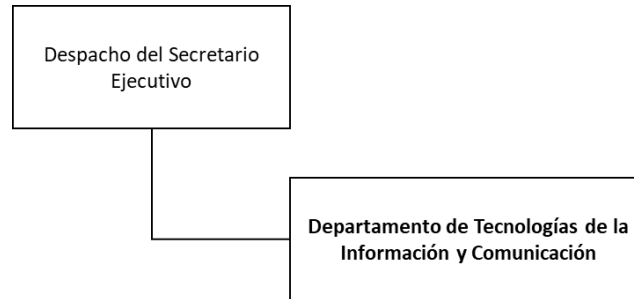 Despacho del Secretario
Ejecutivo
Departamento de Tecnologías de la
Información y Comunicación